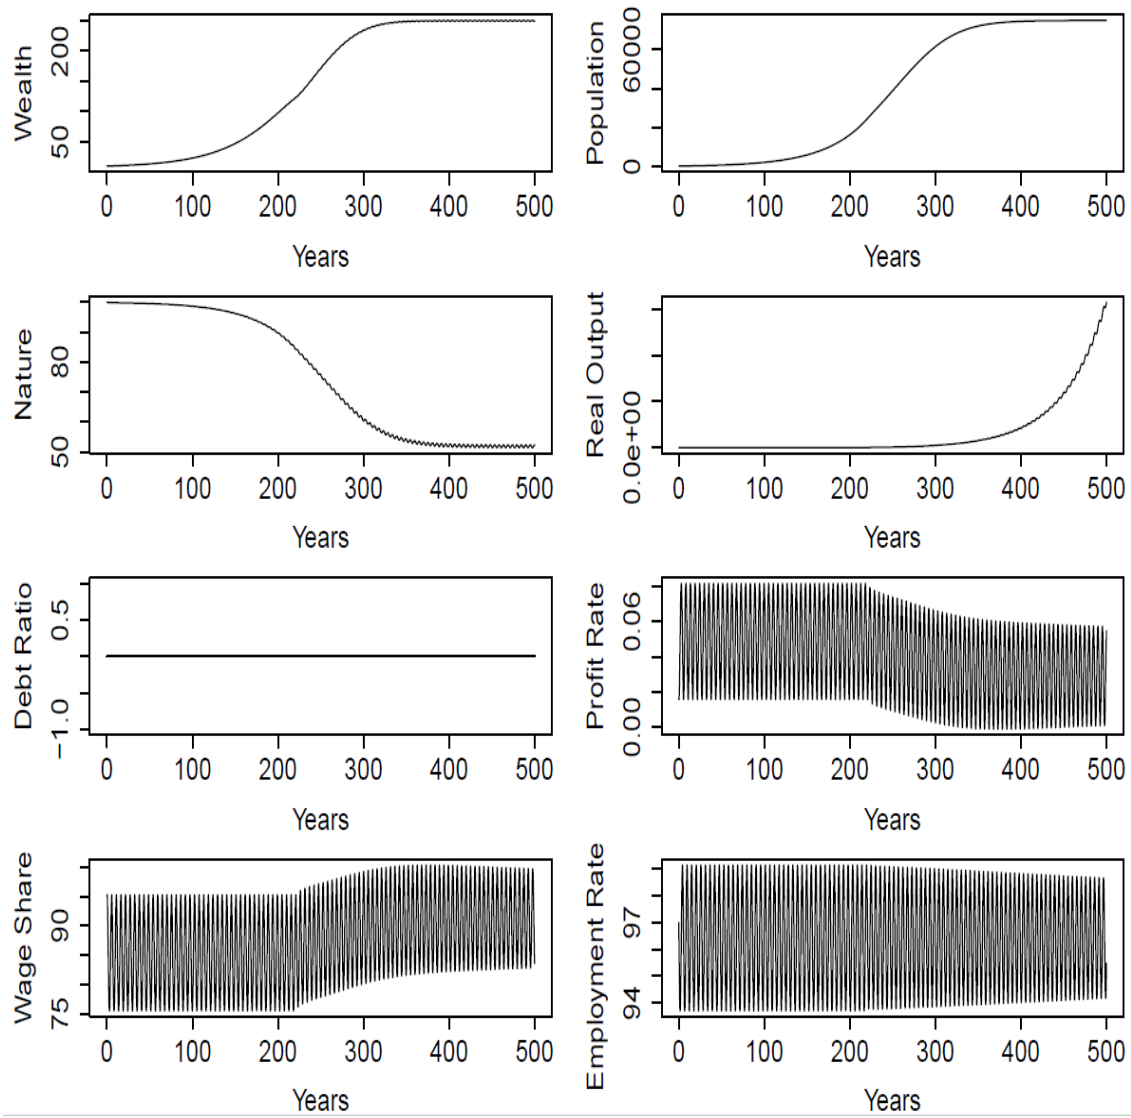 Wealth
50
200
0 100 200 300 400 500
Years
Population
0
60000
0 100 200 300 400 500
Years
Nature
50
80
0 100 200 300 400 500
Years
Real Output
0.0e+00
0 100 200 300 400 500
Years
Debt Ratio
−1.0
0.5
0 100 200 300 400 500
Years
Profit Rate
0.00
0.06
0 100 200 300 400 500
Years
Wage Share
75
90
0 100 200 300 400 500
Years
Employment Rate
94
97
0 100 200 300 400 500
Years